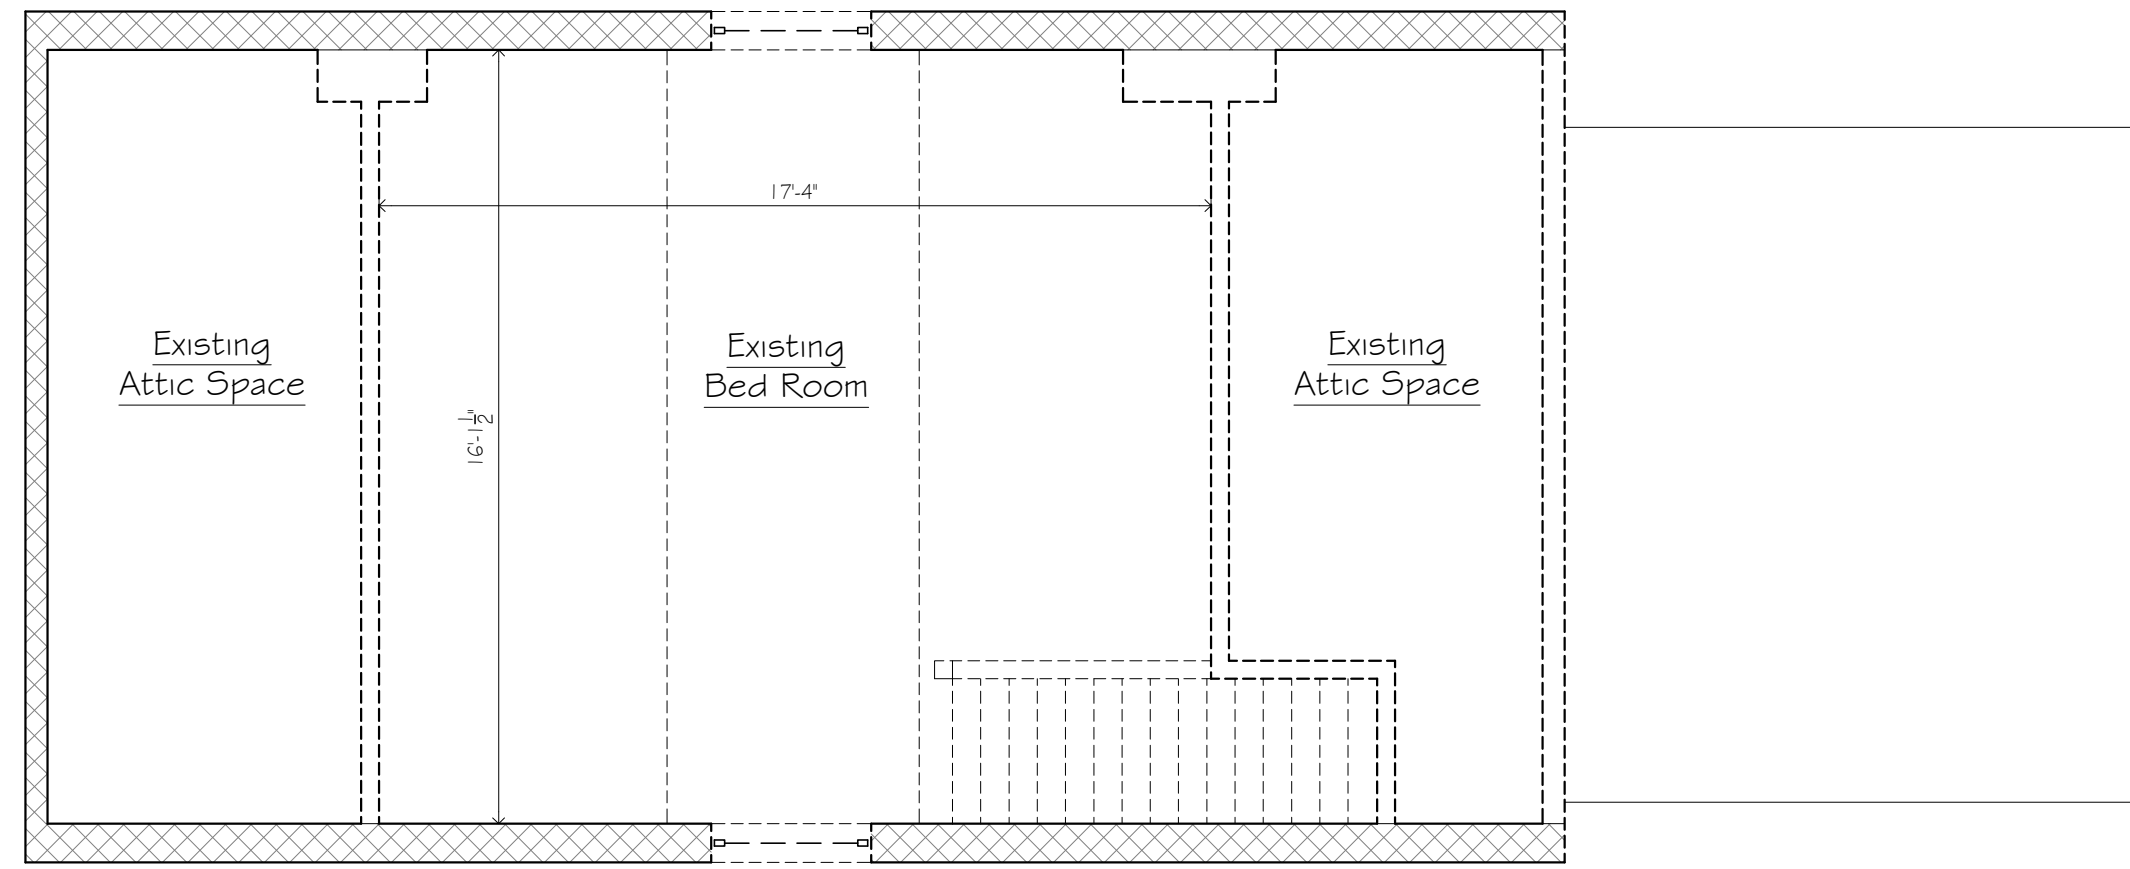 17'-4"
Existing
Attic Space
Existing
Bed Room
Existing
Attic Space
16'-1 1/2"